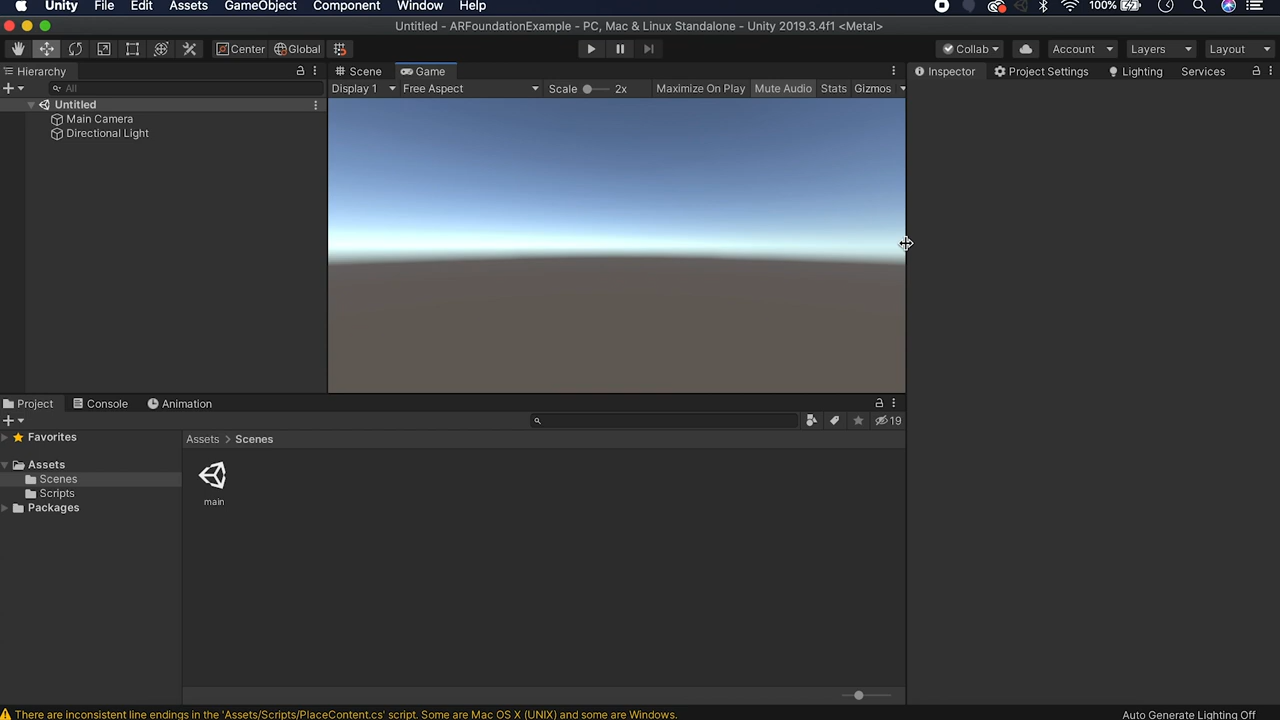 Unity File Edit Assets GameObject Component Window Help 100%
Untitled - ARFoundationExample - PC, Mac & Linux Standalone - Unity 2019.3.4f1 <Metal>
Center Global Collab Account Layers Layout
Hierarchy Scene Game Inspector Project Settings Lighting Services
All Display 1 Free Aspect Scale 2x Maximize On Play Mute Audio Stats Gizmos
Untitled
Main Camera
Directional Light
Project Console Animation
19
Favorites
Assets > Scenes
Assets
Scenes
Scripts
Packages
main
There are inconsistent line endings in the 'Assets/Scripts/PlaceContent.cs' script. Some are Mac OS X (UNIX) and some are Windows.
Auto Generate Lighting Off